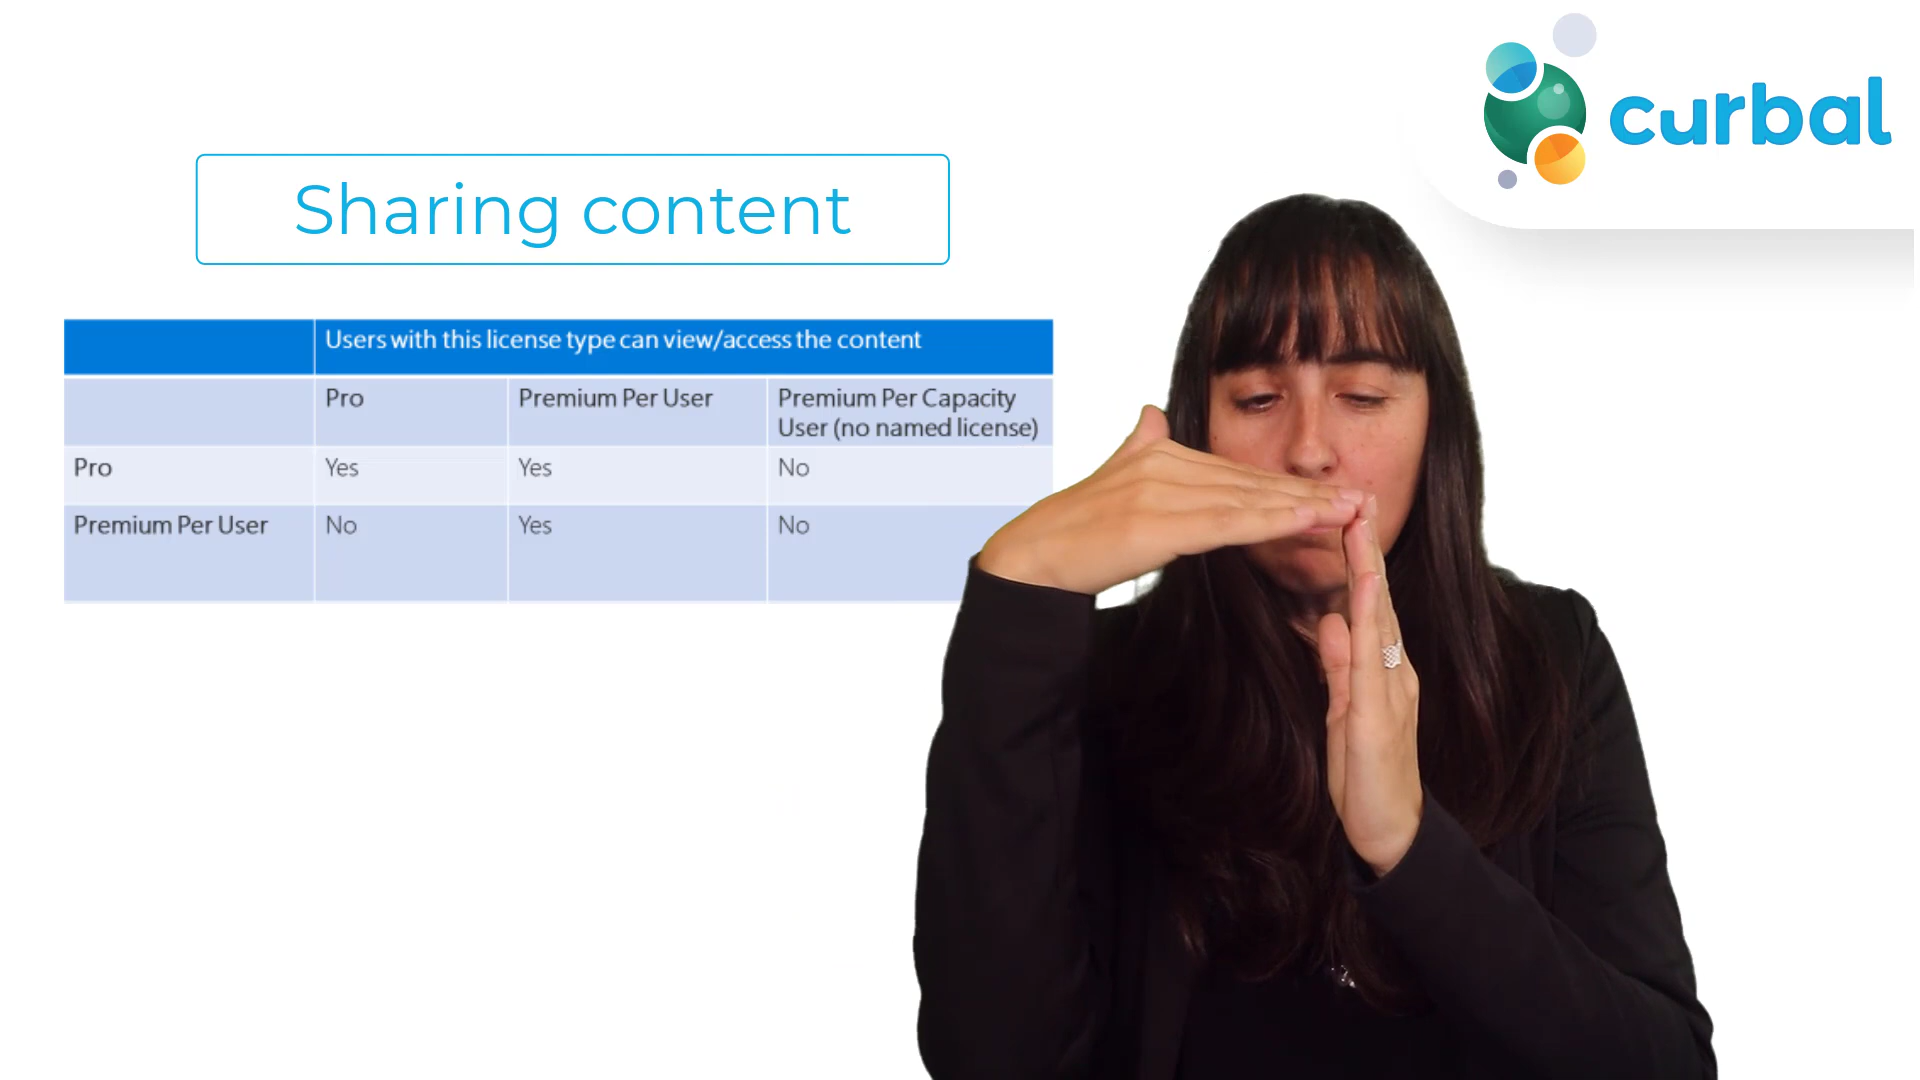 curbal
Sharing content
Users with this license type can view/access the content
Pro Premium Per User Premium Per Capacity
User (no named license)
Pro Yes Yes No
Premium Per User No Yes No